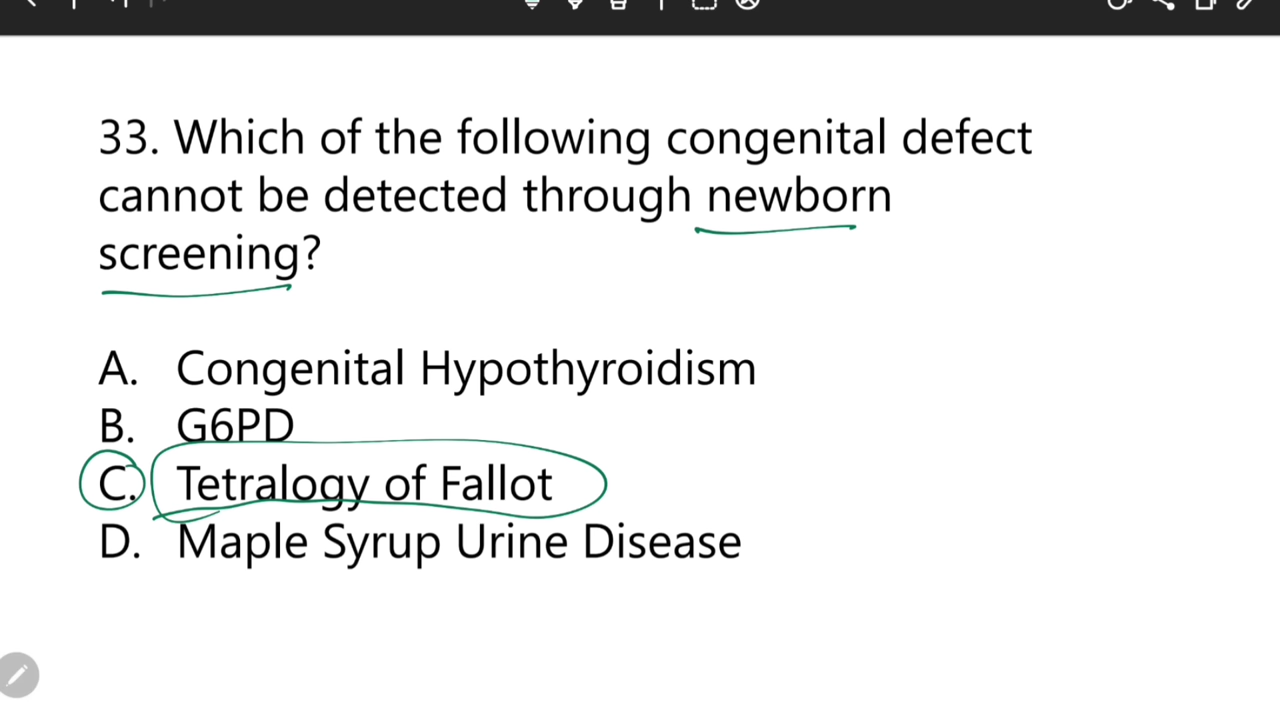 33. Which of the following congenital defect
cannot be detected through newborn
screening?
A. Congenital Hypothyroidism
B. G6PD
C. Tetralogy of Fallot
D. Maple Syrup Urine Disease